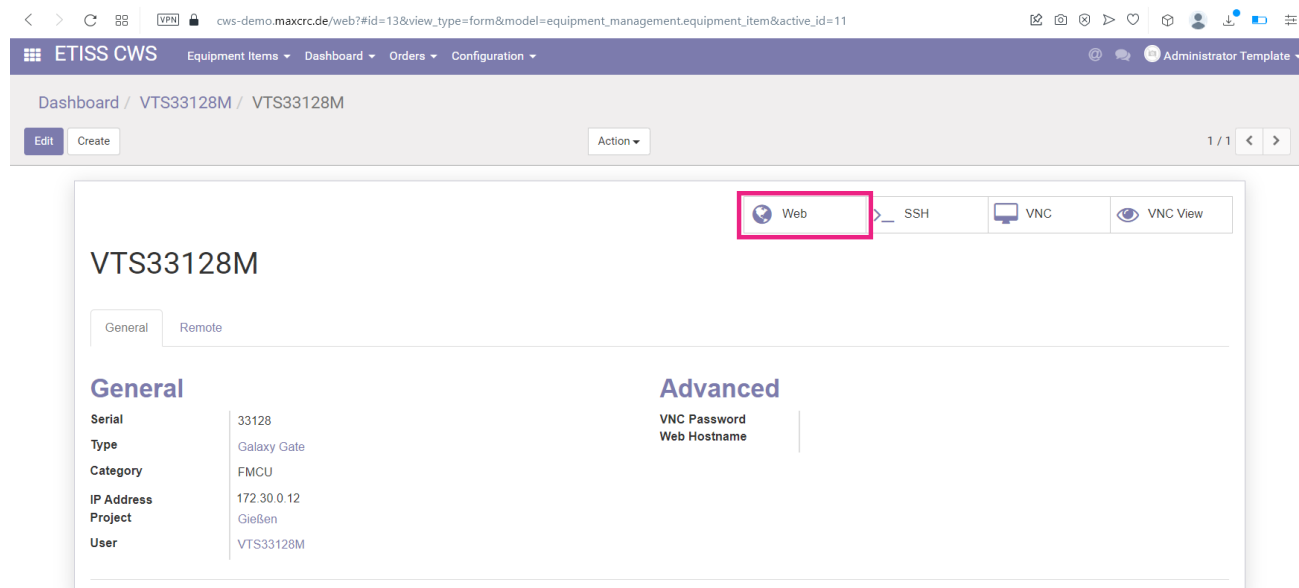 VPN cws-demo.maxcrc.de/web?#id=13&view_type=form&model=equipment_management.equipment_item&active_id=11
ETISS CWS Equipment Items Dashboard Orders Configuration @ Administrator Template
Dashboard / VTS33128M / VTS33128M
Edit Create Action 1 / 1
Web >_ SSH VNC VNC View
VTS33128M
General Remote
General Advanced
Serial 33128 VNC Password
Type Galaxy Gate Web Hostname
Category FMCU
IP Address 172.30.0.12
Project Gießen
User VTS33128M